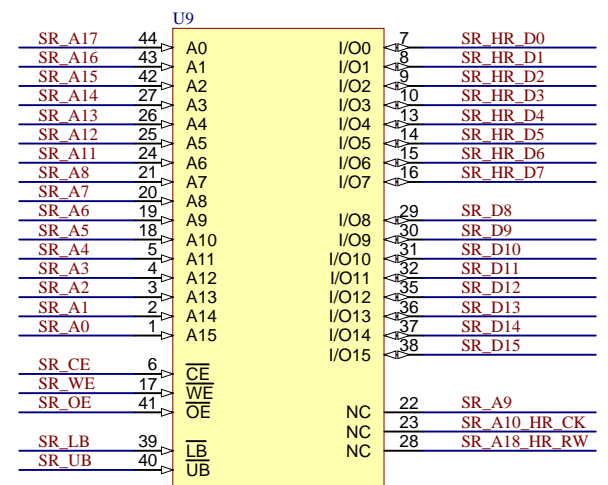 U9
SR_A17 44 A0 I/O0 7 SR_HR_D0
SR_A16 43 A1 I/O1 8 SR_HR_D1
SR_A15 42 A2 I/O2 9 SR_HR_D2
SR_A14 27 A3 I/O3 10 SR_HR_D3
SR_A13 26 A4 I/O4 13 SR_HR_D4
SR_A12 25 A5 I/O5 14 SR_HR_D5
SR_A11 24 A6 I/O6 15 SR_HR_D6
SR_A8 21 A7 I/O7 16 SR_HR_D7
SR_A7 20 A8
SR_A6 19 A9 I/O8 29 SR_D8
SR_A5 18 A10 I/O9 30 SR_D9
SR_A4 5 A11 I/O10 31 SR_D10
SR_A3 4 A12 I/O11 32 SR_D11
SR_A2 3 A13 I/O12 35 SR_D12
SR_A1 2 A14 I/O13 36 SR_D13
SR_A0 1 A15 I/O14 37 SR_D14
I/O15 38 SR_D15
SR_CE 6 CE
SR_WE 17 WE
SR_OE 41 OE NC 22 SR_A9
NC 23 SR_A10_HR_CK
SR_LB 39 LB NC 28 SR_A18_HR_RW
SR_UB 40 UB